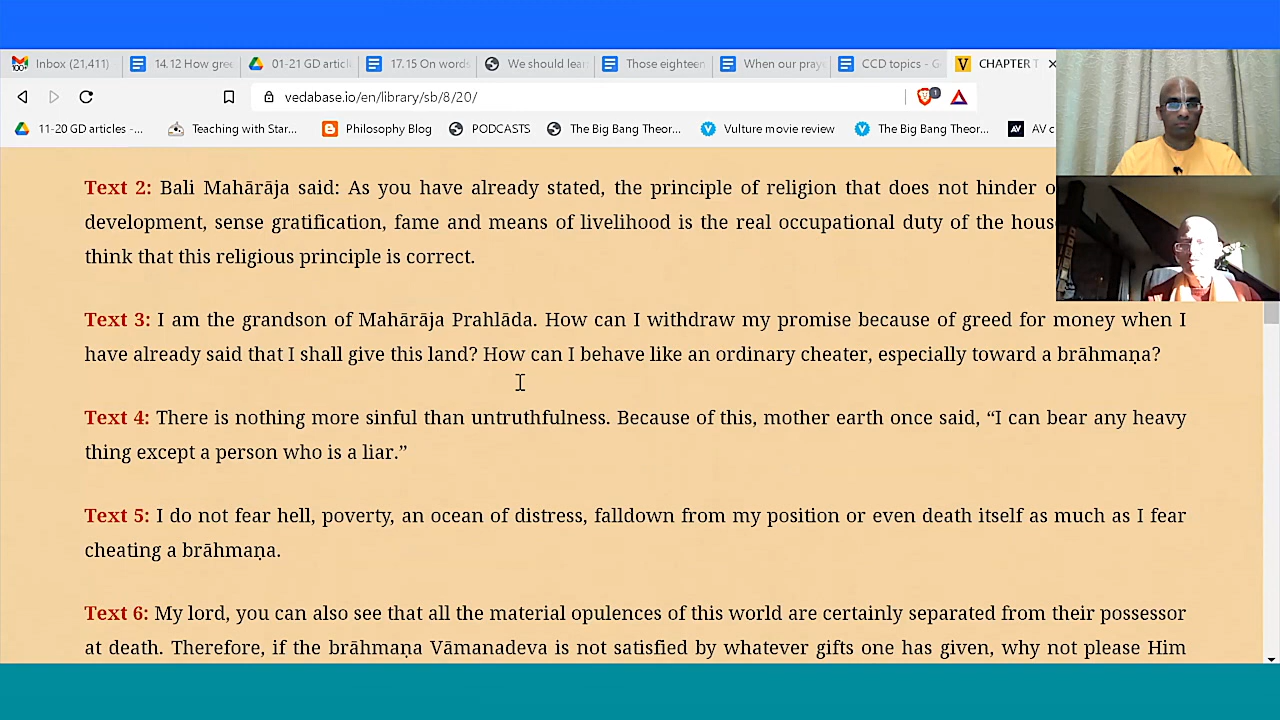 Inbox (21,411)
14.12 How gree
01-21 GD articl
17.15 On words
We should lear
Those eighteen
When our praye
CCD topics - G
CHAPTER T
vedabase.io/en/library/sb/8/20/
11-20 GD articles -...
Teaching with Star...
Philosophy Blog
PODCASTS
The Big Bang Theor...
Vulture movie review
The Big Bang Theor...
AV c
Text 2: Bali Mahārāja said: As you have already stated, the principle of religion that does not hinder o
development, sense gratification, fame and means of livelihood is the real occupational duty of the hous
think that this religious principle is correct.
Text 3: I am the grandson of Mahārāja Prahlāda. How can I withdraw my promise because of greed for money when I
have already said that I shall give this land? How can I behave like an ordinary cheater, especially toward a brāhmaṇa?
Text 4: There is nothing more sinful than untruthfulness. Because of this, mother earth once said, “I can bear any heavy
thing except a person who is a liar.”
Text 5: I do not fear hell, poverty, an ocean of distress, falldown from my position or even death itself as much as I fear
cheating a brāhmaṇa.
Text 6: My lord, you can also see that all the material opulences of this world are certainly separated from their possessor
at death. Therefore, if the brāhmaṇa Vāmanadeva is not satisfied by whatever gifts one has given, why not please Him